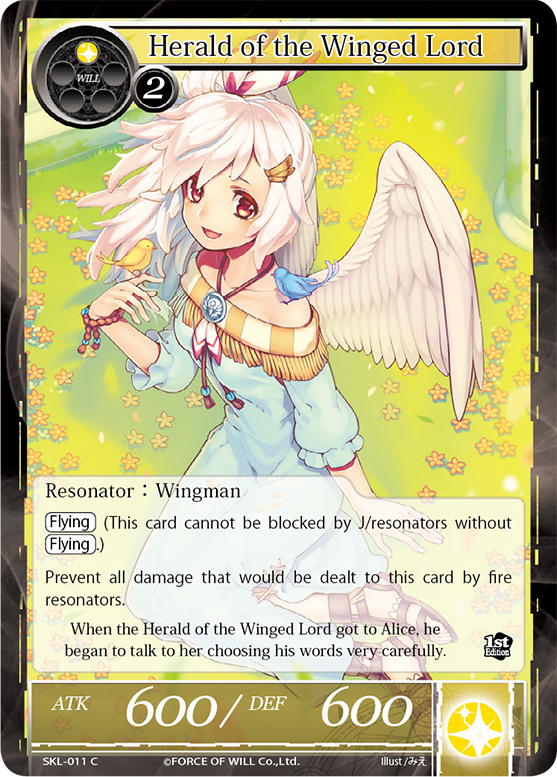 Herald of the Winged Lord
WILL
2
Resonator : Wingman
Flying (This card cannot be blocked by J/resonators without
Flying.)
Prevent all damage that would be dealt to this card by fire
resonators.
When the Herald of the Winged Lord got to Alice, he
began to talk to her choosing his words very carefully.
1st
Edition
ATK 600 / DEF 600
SKL-011 C ©FORCE OF WILL Co.,Ltd. Illust /みえ